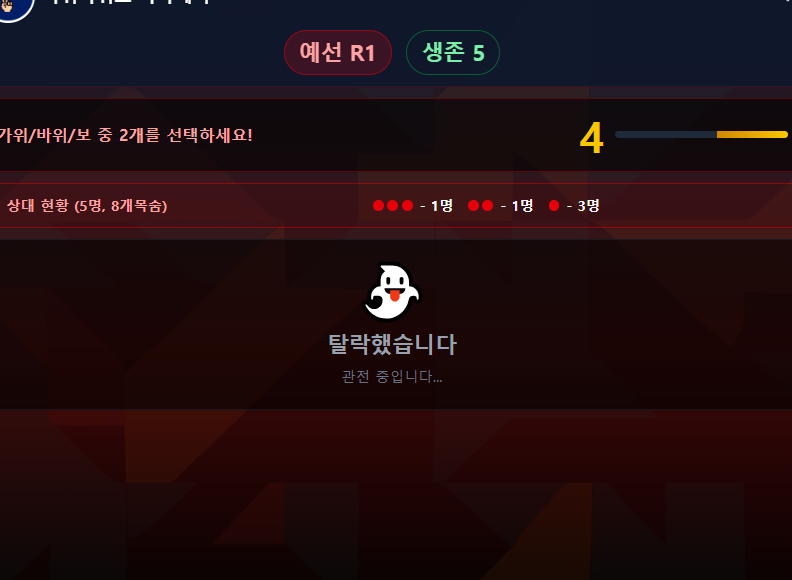 예선 R1 생존 5
가위/바위/보 중 2개를 선택하세요! 4
상대 현황 (5명, 8개목숨) - 1명 - 1명 - 3명
탈락했습니다
관전 중입니다...